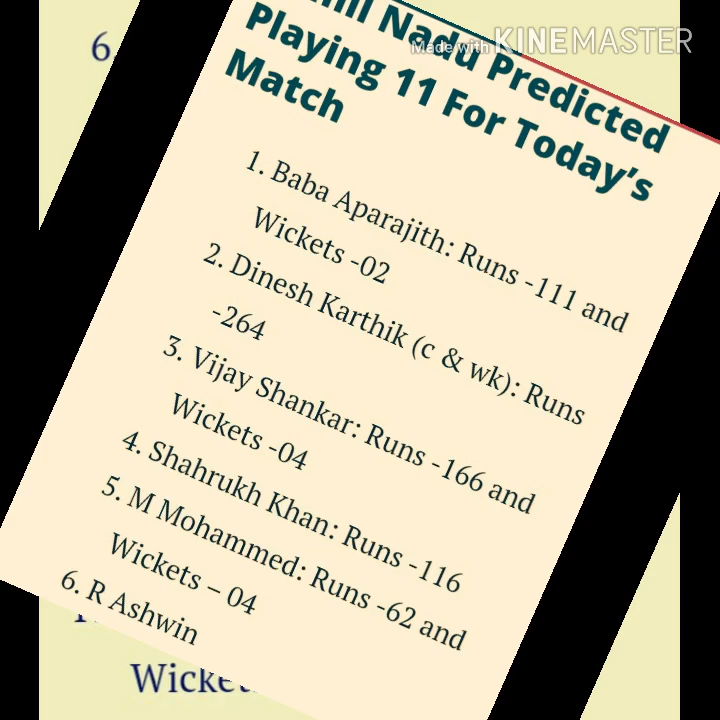 6.
Made with KINEMASTER
Nadu Predicted
Playing 11 For Today's
Match
1. Baba Aparajith: Runs -111 and
Wickets -02
2. Dinesh Karthik (c & wk): Runs
-264
3. Vijay Shankar: Runs -166 and
Wickets -04
4. Shahrukh Khan: Runs -116
5. M Mohammed: Runs -62 and
Wickets – 04
6. R Ashwin